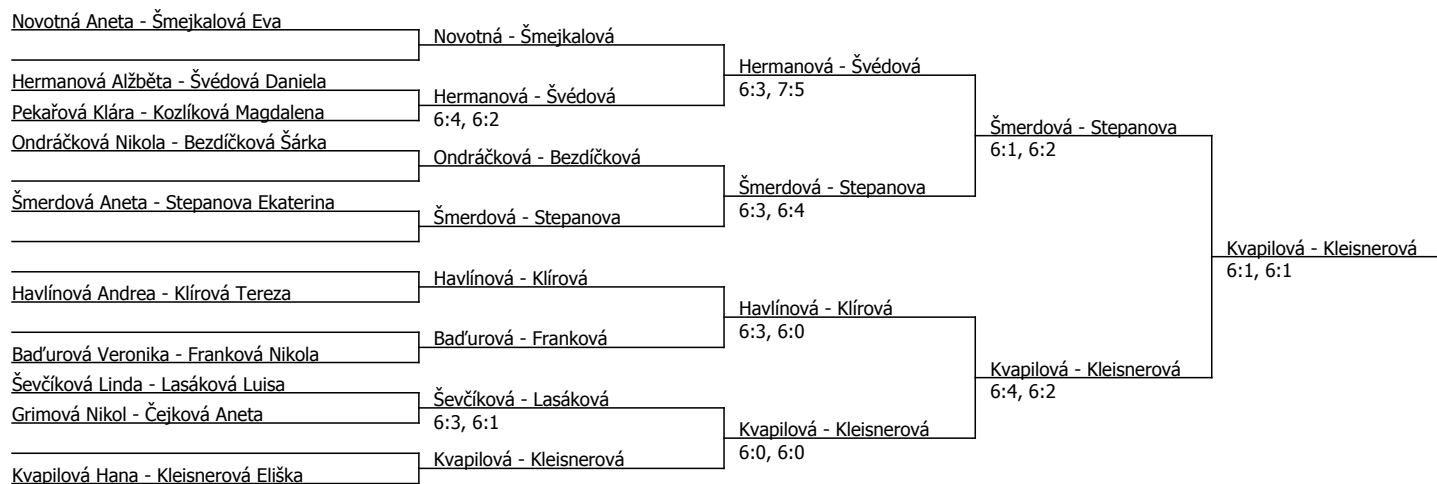 Novotná Aneta - Šmejkalová Eva
Hermanová Alžběta - Švédová Daniela
Pekařová Klára - Kozlíková Magdalena
Ondráčková Nikola - Bezdíčková Šárka
Šmerdová Aneta - Stepanova Ekaterina
Havlínová Andrea - Klírová Tereza
Baďurová Veronika - Franková Nikola
Ševčíková Linda - Lasáková Luisa
Grimová Nikol - Čejková Aneta
Kvapilová Hana - Kleisnerová Eliška
Novotná - Šmejkalová
Hermanová - Švédová
6:4, 6:2
Ondráčková - Bezdíčková
Šmerdová - Stepanova
Havlínová - Klírová
Baďurová - Franková
Ševčíková - Lasáková
6:3, 6:1
Kvapilová - Kleisnerová
Hermanová - Švédová
6:3, 7:5
Šmerdová - Stepanova
6:3, 6:4
Havlínová - Klírová
6:3, 6:0
Kvapilová - Kleisnerová
6:0, 6:0
Šmerdová - Stepanova
6:1, 6:2
Kvapilová - Kleisnerová
6:4, 6:2
Kvapilová - Kleisnerová
6:1, 6:1